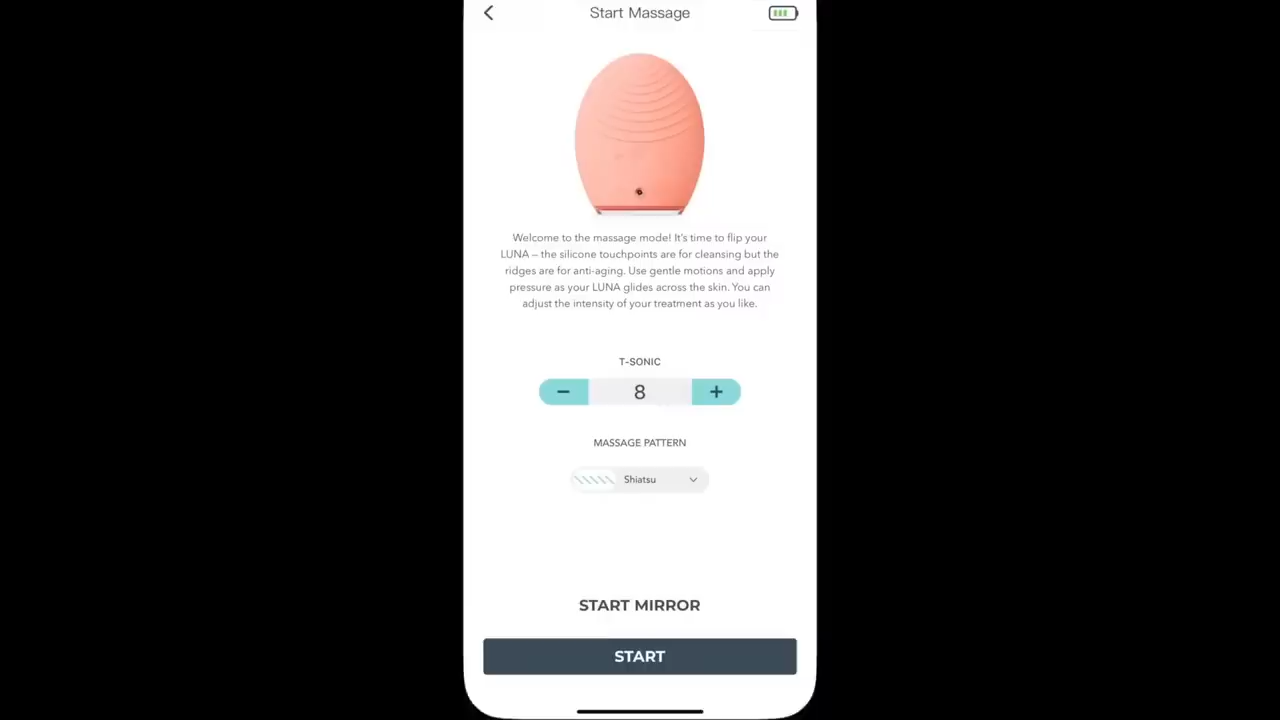 Start Massage
Welcome to the massage mode! It's time to flip your
LUNA – the silicone touchpoints are for cleansing but the
ridges are for anti-aging. Use gentle motions and apply
pressure as your LUNA glides across the skin. You can
adjust the intensity of your treatment as you like.
T-SONIC
− 8 +
MASSAGE PATTERN
Shiatsu
START MIRROR
START